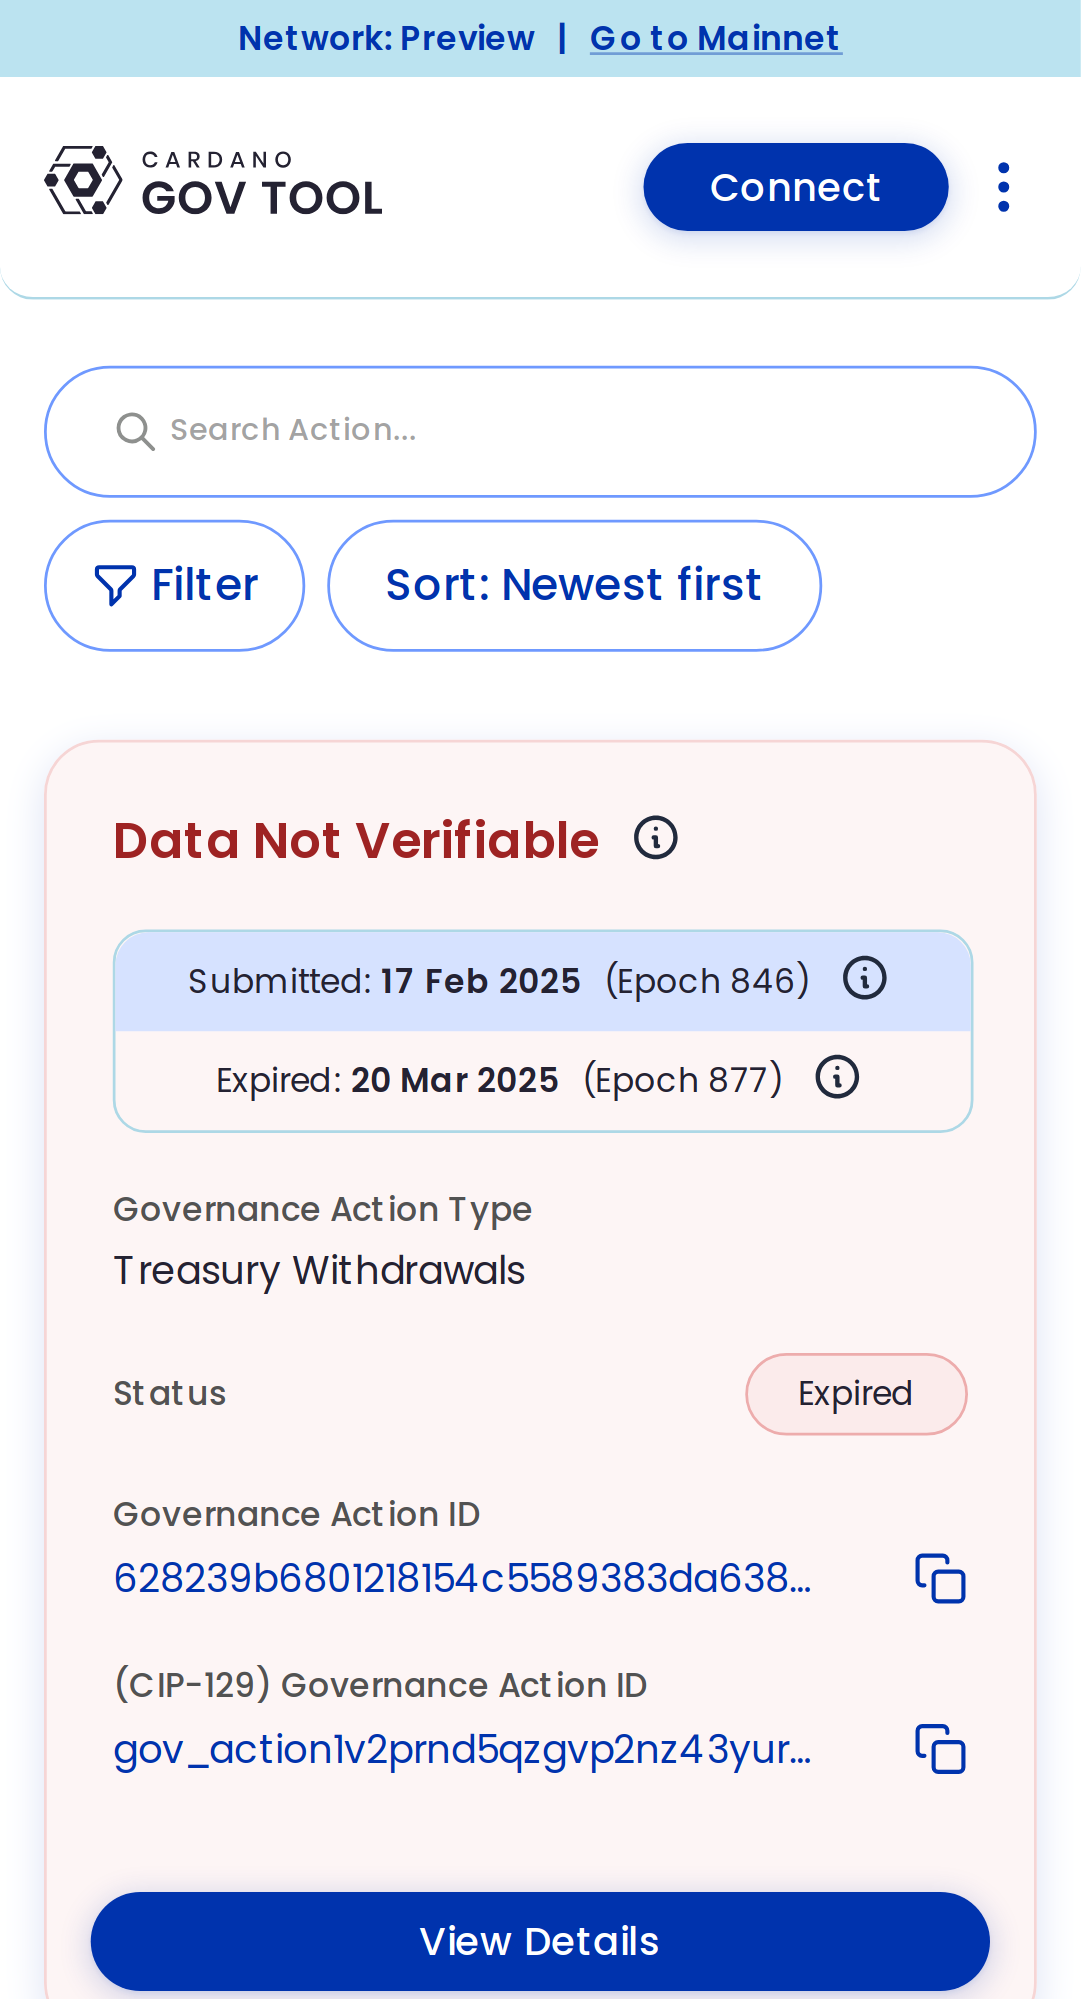 Network: Preview | Go to Mainnet
CARDANO
GOV TOOL
Connect
Search Action...
Filter
Sort: Newest first
Data Not Verifiable
Submitted: 17 Feb 2025 (Epoch 846)
Expired: 20 Mar 2025 (Epoch 877)
Governance Action Type
Treasury Withdrawals
Status
Expired
Governance Action ID
628239b6801218154c5589383da638...
(CIP-129) Governance Action ID
gov_action1v2prnd5qzgvp2nz43yur...
View Details